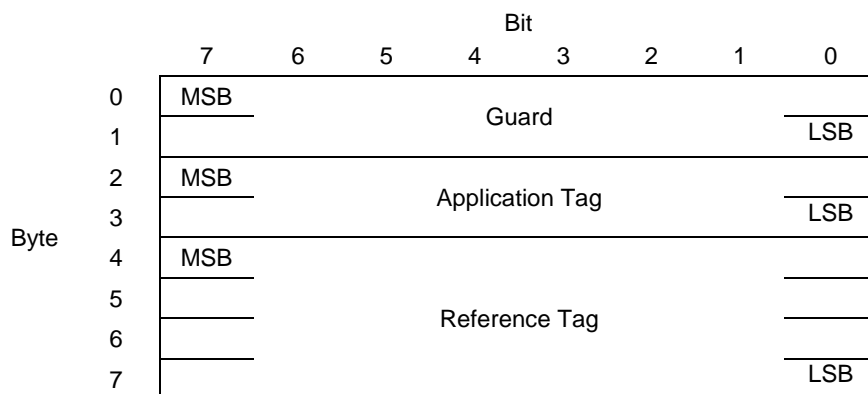 Bit
7 6 5 4 3 2 1 0
0 MSB
Guard
1 LSB
2 MSB
Application Tag
3 LSB
Byte
4 MSB
5
Reference Tag
6
7 LSB